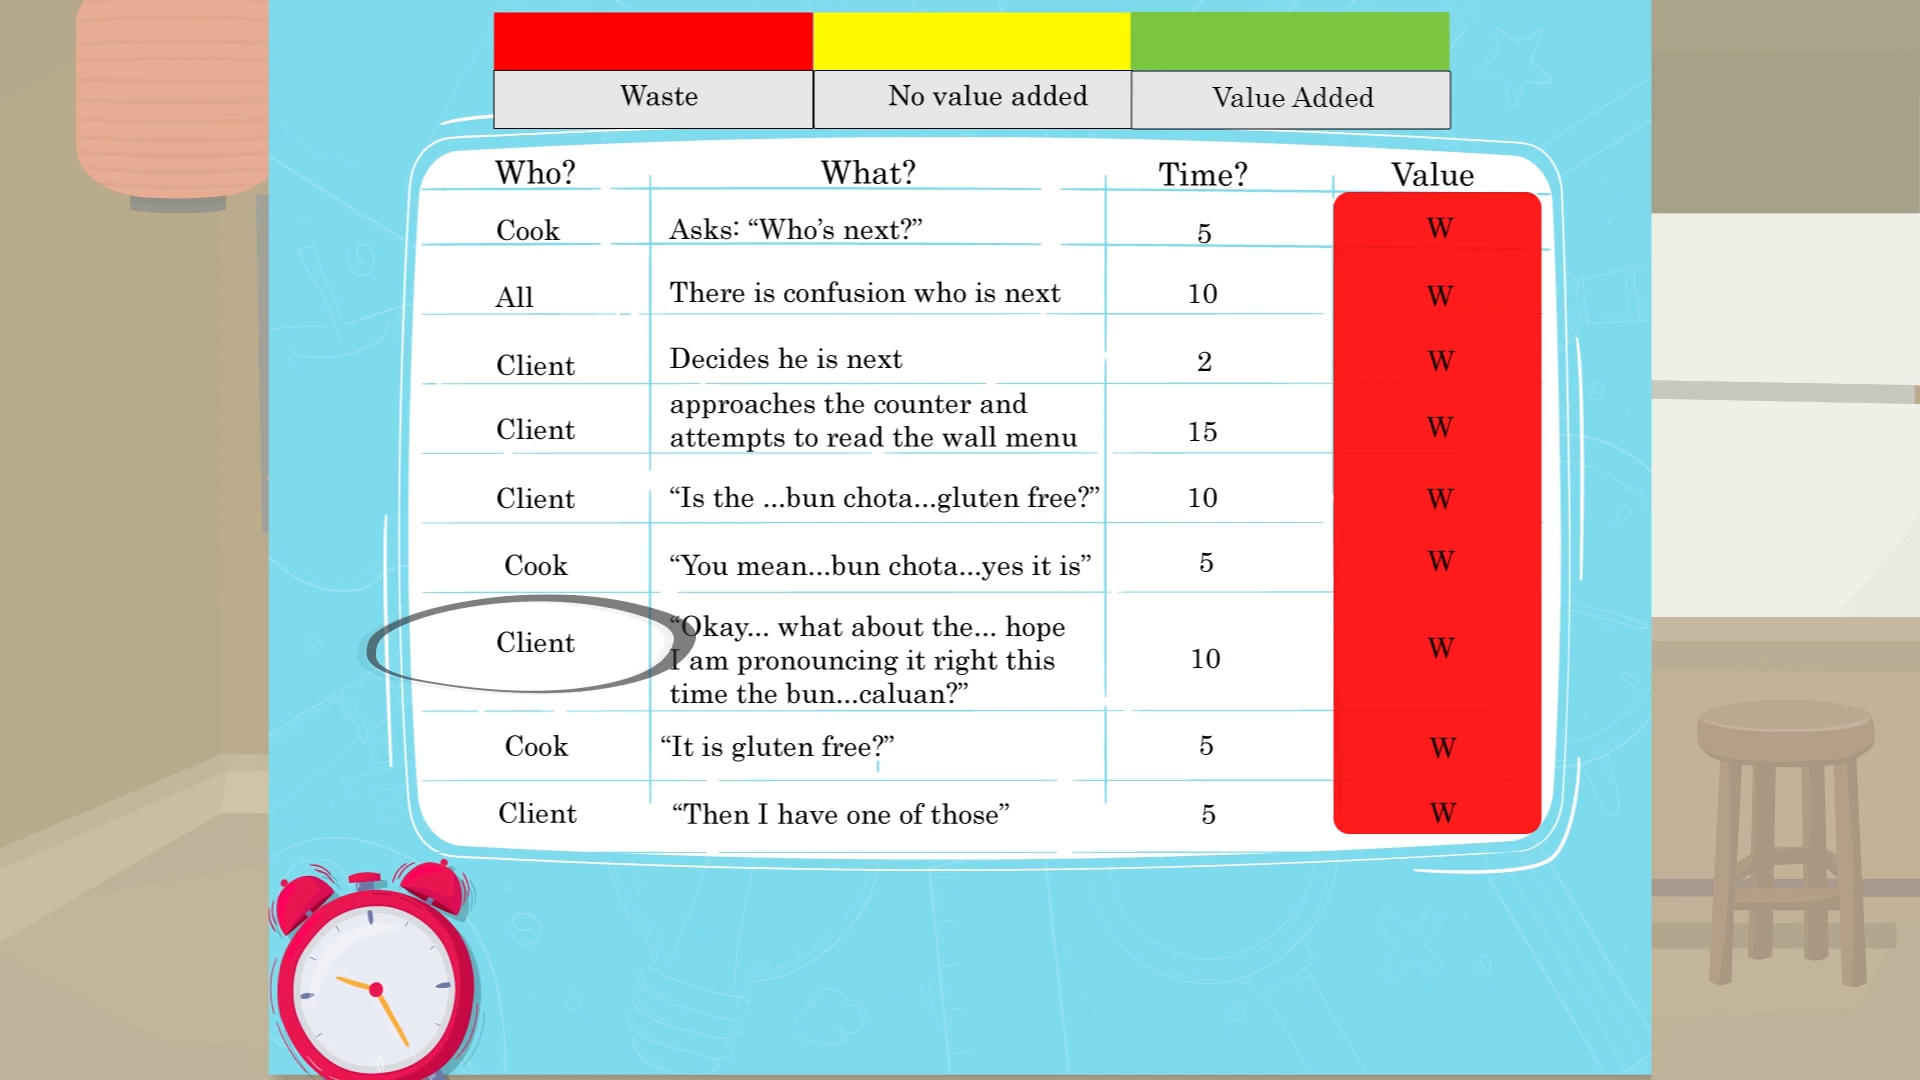 Waste No value added Value Added
Who? What? Time? Value
Cook Asks: “Who’s next?” 5 W
All There is confusion who is next 10 W
Client Decides he is next 2 W
approaches the counter and
Client attempts to read the wall menu 15 W
Client “Is the ...bun chota...gluten free?” 10 W
Cook “You mean...bun chota...yes it is” 5 W
“Okay... what about the... hope
Client I am pronouncing it right this 10 W
time the bun...caluan?”
Cook “It is gluten free?” 5 W
Client “Then I have one of those” 5 W